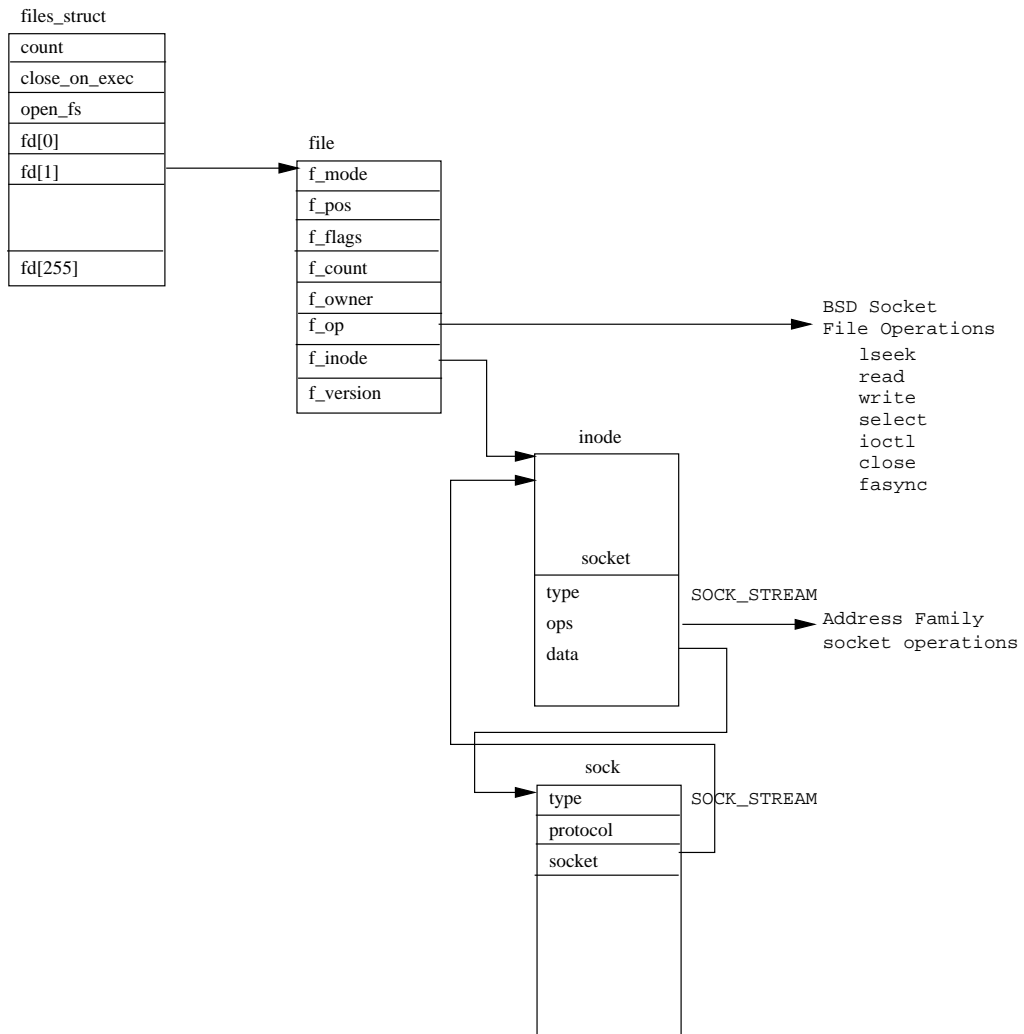 files_struct
count
close_on_exec
open_fs
fd[0]
fd[1]
fd[255]
file
f_mode
f_pos
f_flags
f_count
f_owner
f_op
f_inode
f_version
BSD Socket
File Operations
lseek
read
write
select
ioctl
close
fasync
inode
socket
type
SOCK_STREAM
ops
Address Family
socket operations
data
sock
type
SOCK_STREAM
protocol
socket